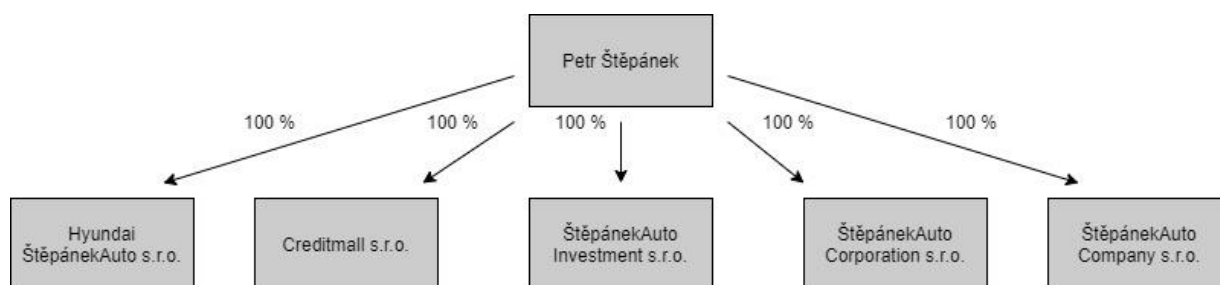 Petr Štěpánek
100 %
100 %
100 %
100 %
100 %
Hyundai
ŠtěpánekAuto s.r.o.
Creditmall s.r.o.
ŠtěpánekAuto
Investment s.r.o.
ŠtěpánekAuto
Corporation s.r.o.
ŠtěpánekAuto
Company s.r.o.